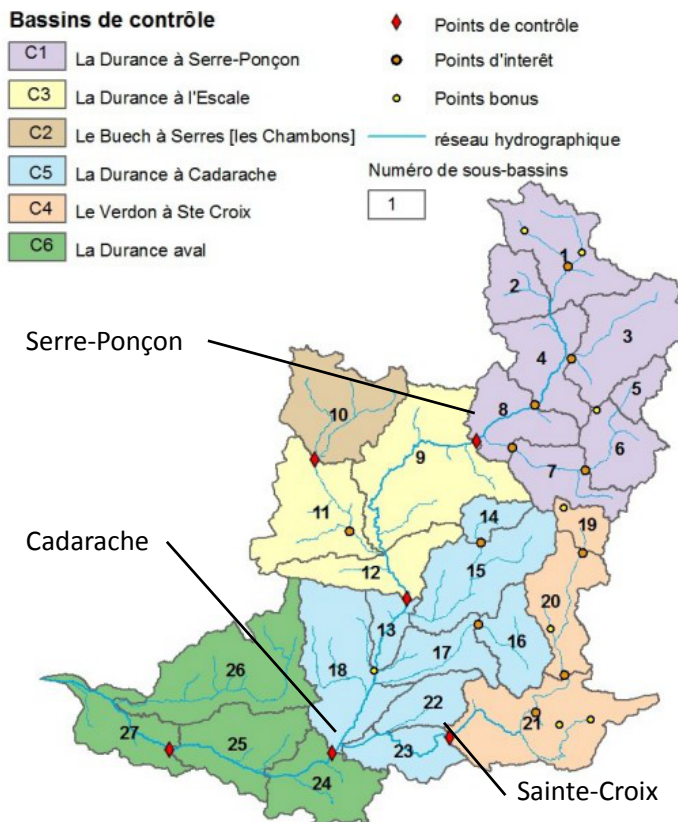 Bassins de contrôle
C1 La Durance à Serre-Ponçon
C3 La Durance à l'Escale
C2 Le Buech à Serres [les Chambons]
C5 La Durance à Cadarache
C4 Le Verdon à Ste Croix
C6 La Durance aval
Points de contrôle
Points d'interêt
Points bonus
réseau hydrographique
Numéro de sous-bassins
1
1
2
3
Serre-Ponçon
4
5
8
10
6
9
7
11
14
19
Cadarache
12
15
20
13
16
17
18
26
22
21
27
25
23
24
Sainte-Croix